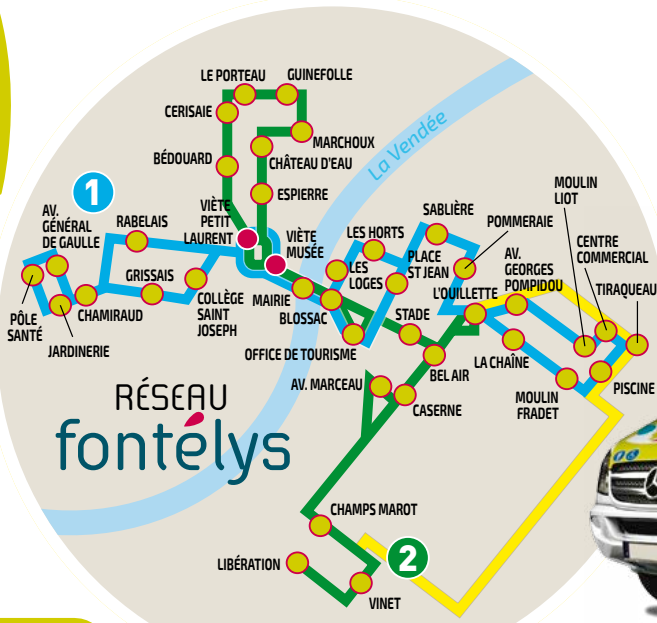 LE PORTEAU
GUINEFOLLE
CERISAIE
MARCHOUX
BÉDOUARD
CHÂTEAU D'EAU
ESPIERRE
La Vendée
1
AV.
GÉNÉRAL
DE GAULLE
RABELAIS
VIÈTE
PETIT
LAURENT
VIÈTE
MUSÉE
LES HORTS
SABLIÈRE
POMMERAIE
MOULIN
LIOT
CENTRE
COMMERCIAL
TIRAQUEAU
PÔLE
SANTÉ
JARDINERIE
CHAMIRAUD
GRISSAIS
COLLÈGE
SAINT
JOSEPH
MAIRIE
BLOSSAC
LES
LOGES
PLACE
ST JEAN
AV.
GEORGES
POMPIDOU
L'OUILLETTE
STADE
OFFICE DE TOURISME
BEL AIR
LA CHAÎNE
MOULIN
FRADET
PISCINE
AV. MARCEAU
CASERNE
RÉSEAU
fontélys
CHAMPS MAROT
LIBÉRATION
2
VINET